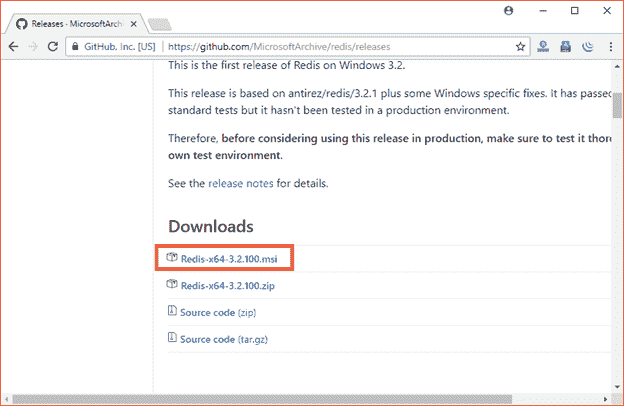 Releases · MicrosoftArchive/
GitHub, Inc. [US] https://github.com/MicrosoftArchive/redis/releases
This is the first release of Redis on Windows 3.2.
This release is based on antirez/redis/3.2.1 plus some Windows specific fixes. It has passed
standard tests but it hasn't been tested in a production environment.
Therefore, before considering using this release in production, make sure to test it thor
own test environment.
See the release notes for details.
Downloads
Redis-x64-3.2.100.msi
Redis-x64-3.2.100.zip
Source code (zip)
Source code (tar.gz)